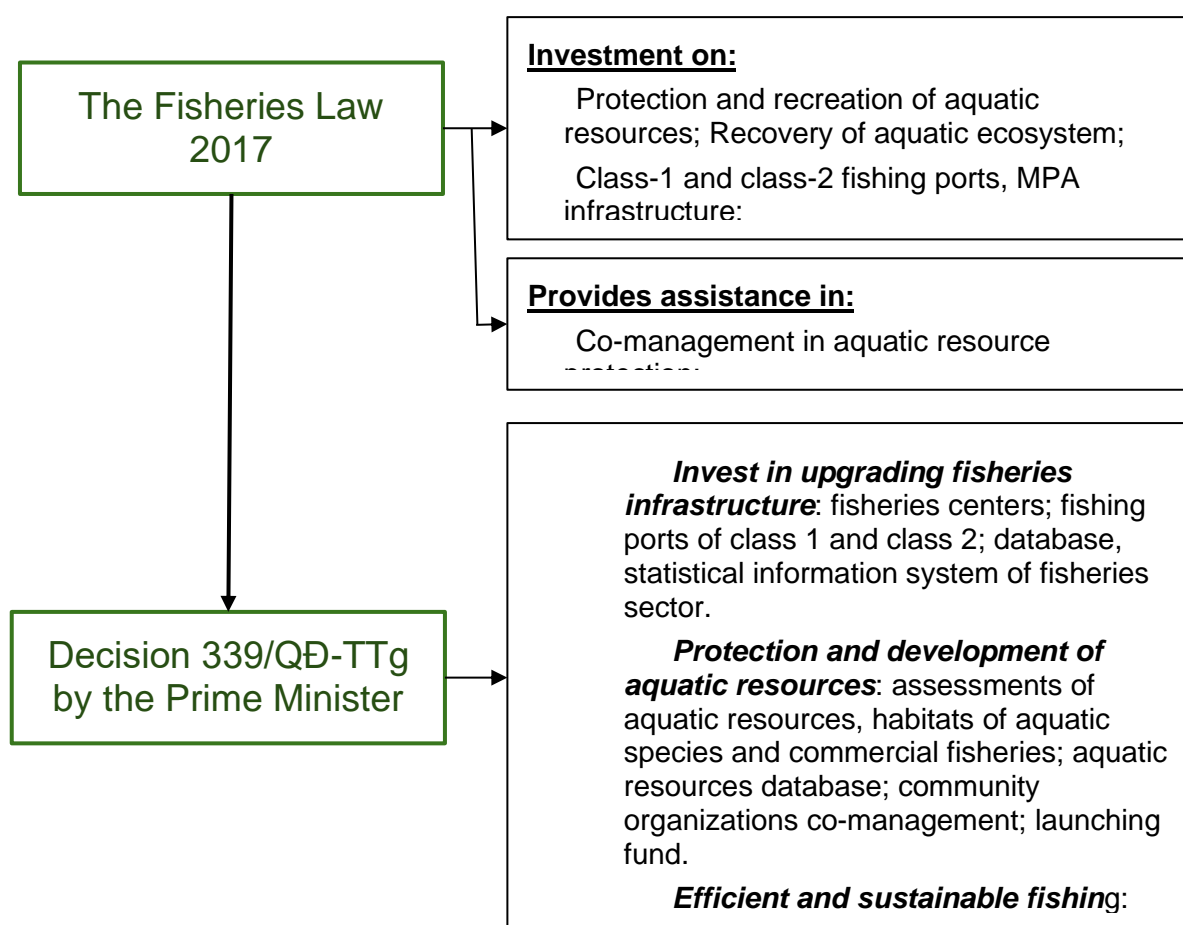 The Fisheries Law
2017
Investment on:
Protection and recreation of aquatic
resources; Recovery of aquatic ecosystem;
Class-1 and class-2 fishing ports, MPA
infrastructure;
Provides assistance in:
Co-management in aquatic resource
protection;
Decision 339/QĐ-TTg
by the Prime Minister
Invest in upgrading fisheries
infrastructure: fisheries centers; fishing
ports of class 1 and class 2; database,
statistical information system of fisheries
sector.
Protection and development of
aquatic resources: assessments of
aquatic resources, habitats of aquatic
species and commercial fisheries; aquatic
resources database; community
organizations co-management; launching
fund.
Efficient and sustainable fishing: